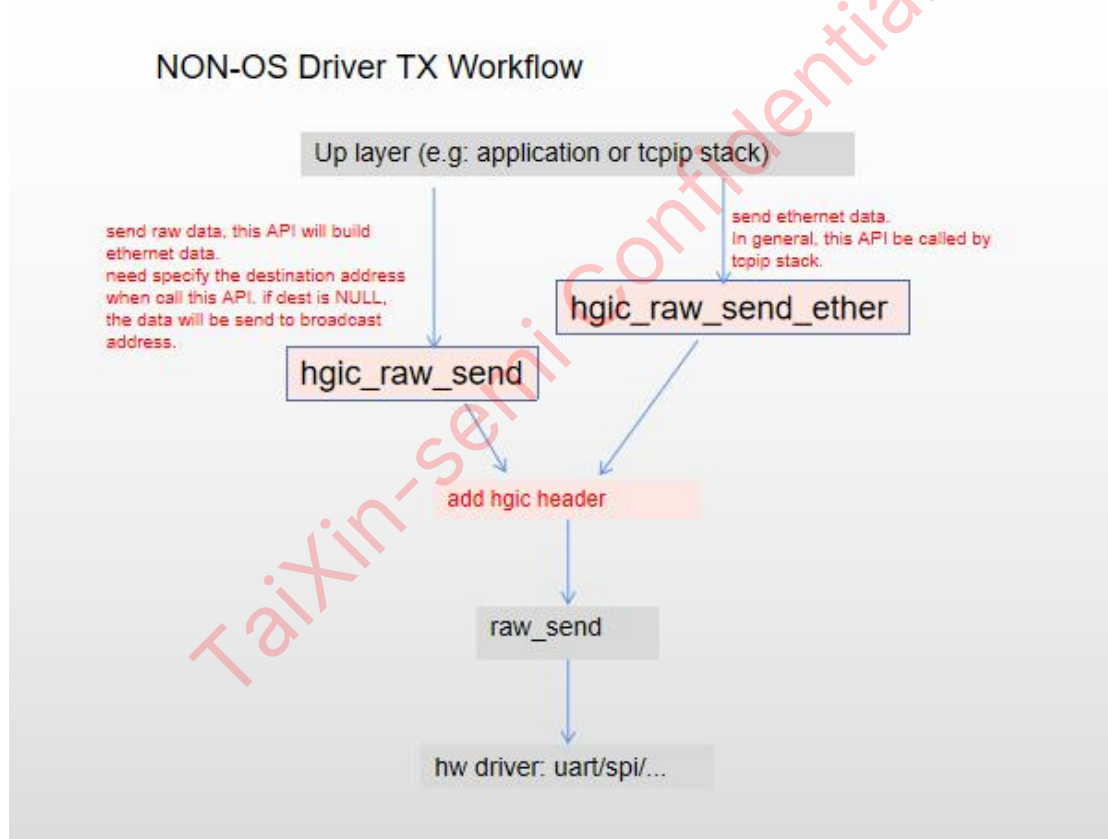 NON-OS Driver TX Workflow
Up layer (e.g: application or tcpip stack)
send raw data, this API will build
ethernet data.
need specify the destination address
when call this API. if dest is NULL,
the data will be send to broadcast
address.
send ethernet data.
In general, this API be called by
tcpip stack.
hgic_raw_send_ether
hgic_raw_send
add hgic header
raw_send
hw driver: uart/spi/...
TaiXin-semi Confidential